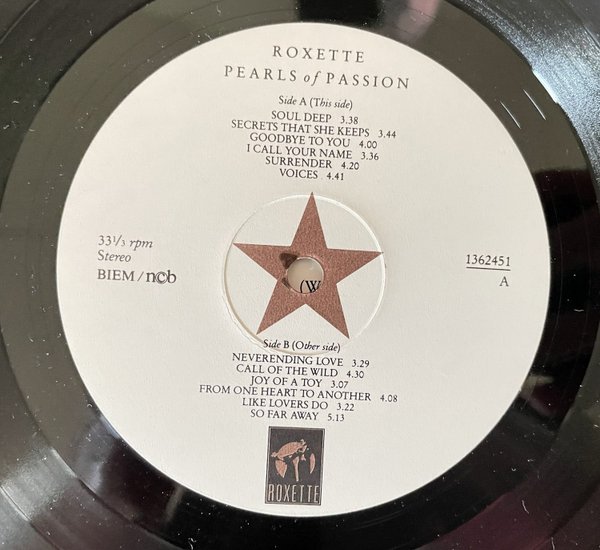 ROXETTE
PEARLS of PASSION
Side A (This side)
SOUL DEEP 3.38
SECRETS THAT SHE KEEPS 3.44
GOODBYE TO YOU 4.00
I CALL YOUR NAME 3.36
SURRENDER 4.20
VOICES 4.41
33⅓ rpm
Stereo
BIEM / n©b
1362451
A
(W
Side B (Other side)
NEVERENDING LOVE 3.29
CALL OF THE WILD 4.30
JOY OF A TOY 3.07
FROM ONE HEART TO ANOTHER 4.08
LIKE LOVERS DO 3.22
SO FAR AWAY 5.13
ROXETTE